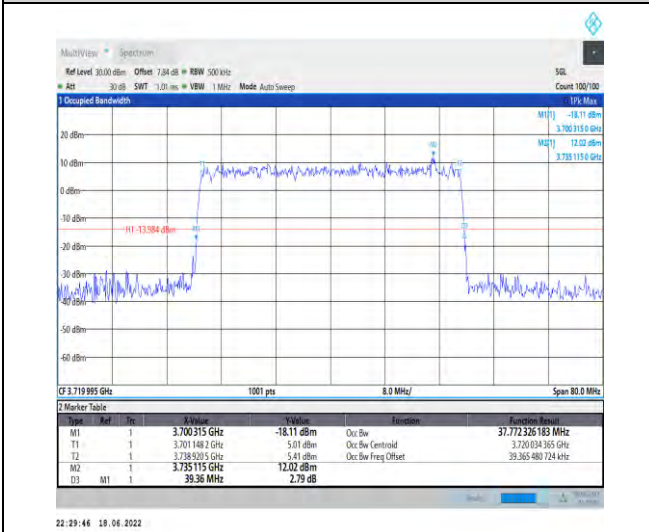 MultiView Spectrum
Ref Level 30.00 dBm Offset 7.84 dB RBW 500 kHz SGL
Att 30 dB SWT 1.01 ms VBW 1 MHz Mode Auto Sweep Count 100/100
1 Occupied Bandwidth 1Pk Max
M1[1] -18.11 dBm
3.700 315 0 GHz
M2[1] 12.02 dBm
3.735 115 0 GHz
20 dBm
10 dBm
0 dBm
-10 dBm
H1 -13.984 dBm
-20 dBm
-30 dBm
-40 dBm
-50 dBm
-60 dBm
CF 3.719 995 GHz 1001 pts 8.0 MHz/ Span 80.0 MHz
2 Marker Table
Type Ref Trc X-Value Y-Value Function Function Result
M1 1 3.700 315 GHz -18.11 dBm Occ Bw 37.772 326 183 MHz
T1 1 3.701 148 2 GHz 5.01 dBm Occ Bw Centroid 3.720 034 365 GHz
T2 1 3.738 920 5 GHz 5.41 dBm Occ Bw Freq Offset 39.365 480 724 kHz
M2 1 3.735 115 GHz 12.02 dBm
D3 M1 1 39.36 MHz 2.79 dB
22:29:46 18.06.2022